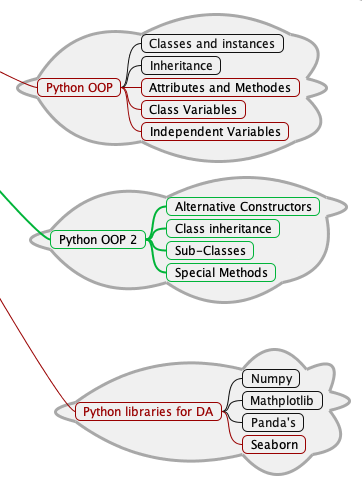 Python OOP
Classes and instances
Inheritance
Attributes and Methodes
Class Variables
Independent Variables
Python OOP 2
Alternative Constructors
Class inheritance
Sub-Classes
Special Methods
Python libraries for DA
Numpy
Mathplotlib
Panda's
Seaborn